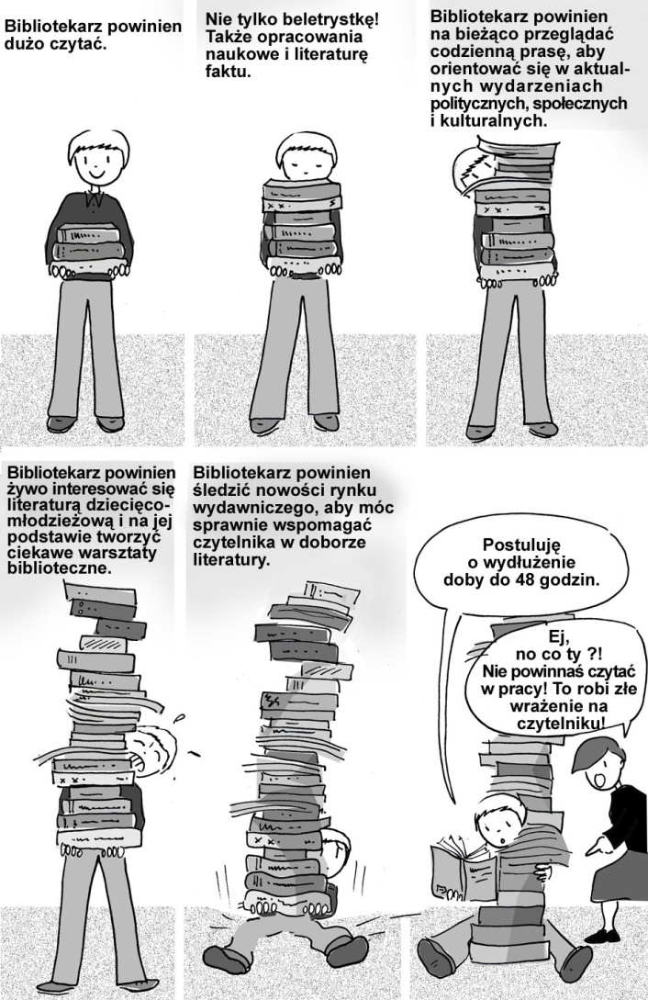 Bibliotekarz powinien
dużo czytać.
Nie tylko beletrystkę!
Także opracowania
naukowe i literaturę
faktu.
Bibliotekarz powinien
na bieżąco przeglądać
codzienną prasę, aby
orientować się w aktual-
nych wydarzeniach
politycznych, społecznych
i kulturalnych.
Bibliotekarz powinien
żywo interesować się
literaturą dziecięco-
młodzieżową i na jej
podstawie tworzyć
ciekawe warsztaty
biblioteczne.
Bibliotekarz powinien
śledzić nowości rynku
wydawniczego, aby móc
sprawnie wspomagać
czytelnika w doborze
literatury.
Postuluję
o wydłużenie
doby do 48 godzin.
Ej,
no co ty ?!
Nie powinnaś czytać
w pracy! To robi złe
wrażenie na
czytelniku!